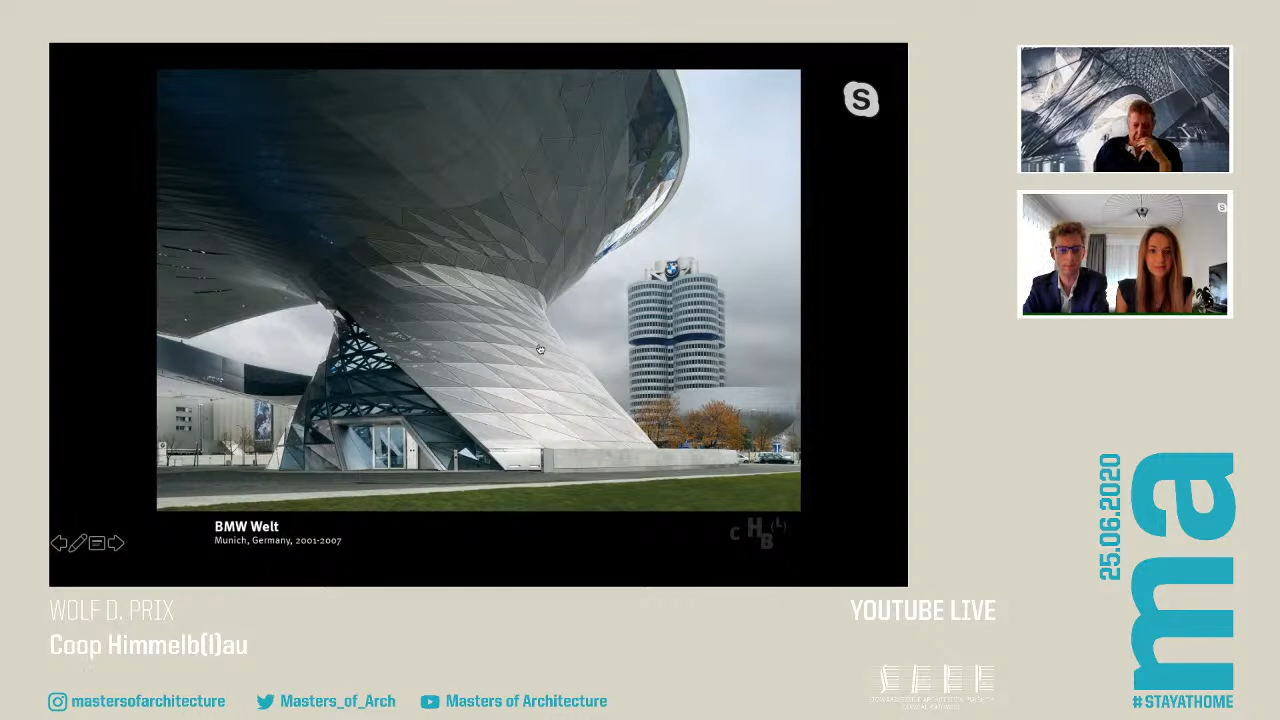 S
BMW Welt
Munich, Germany, 2001-2007
C H B (L)
WOLF D. PRIX
Coop Himmelb(l)au
YOUTUBE LIVE
mastersofarchitecture
Masters_of_Arch
Masters of Architecture
25.06.2020
ma
#STAYATHOME